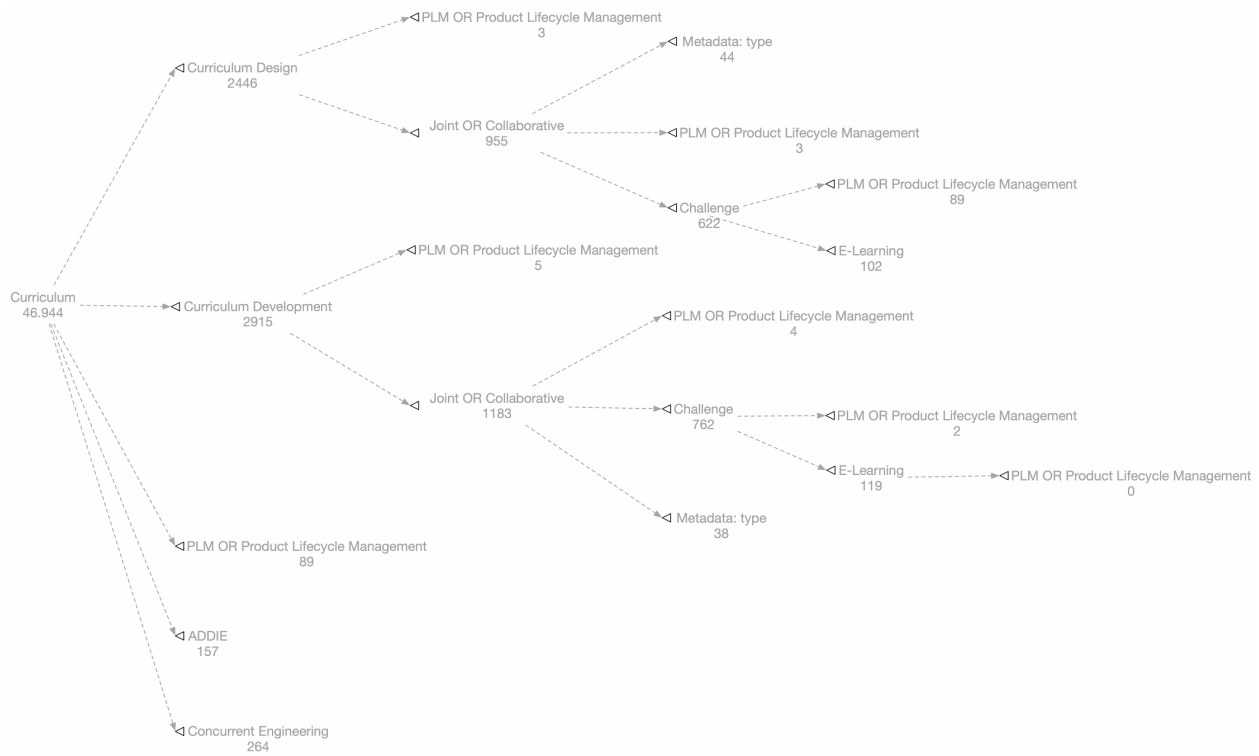 PLM OR Product Lifecycle Management
3
Metadata: type
44
Curriculum Design
2446
Joint OR Collaborative
955
PLM OR Product Lifecycle Management
3
PLM OR Product Lifecycle Management
89
Challenge
622
E-Learning
102
PLM OR Product Lifecycle Management
5
Curriculum
46.944
Curriculum Development
2915
PLM OR Product Lifecycle Management
4
Joint OR Collaborative
1183
Challenge
762
PLM OR Product Lifecycle Management
2
E-Learning
119
PLM OR Product Lifecycle Management
0
Metadata: type
38
PLM OR Product Lifecycle Management
89
ADDIE
157
Concurrent Engineering
264